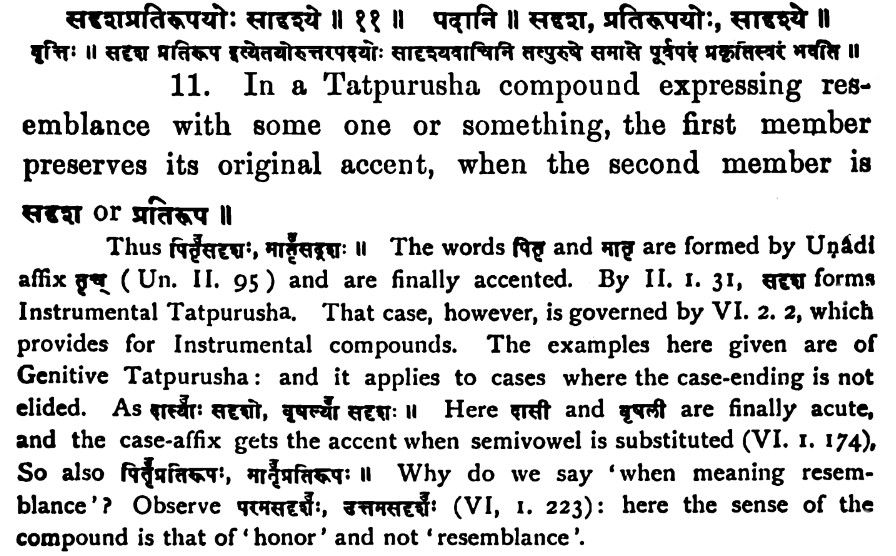 सदृशप्रतिरूपयोः सादृश्ये ॥ ११ ॥ पदानि ॥ सदृश, प्रतिरूपयोः, सादृश्ये ॥
वृत्तिः ॥ सदृश प्रतिरूप इत्येतयोरुत्तरपदयोः सादृश्यवाचिनि तत्पुरुषे समासे पूर्वपदं प्रकृतिस्वरं भवति ॥
11. In a Tatpurusha compound expressing res-
emblance with some one or something, the first member
preserves its original accent, when the second member is
सदृश or प्रतिरूप ॥
Thus पितृ॑सदृशः, मातृ॑सदृशः ॥ The words पितृ and मातृ are formed by Uṇâdi
affix तृच् ( Un. II. 95 ) and are finally accented. By II. 1. 31, सदृश forms
Instrumental Tatpurusha. That case, however, is governed by VI. 2. 2, which
provides for Instrumental compounds. The examples here given are of
Genitive Tatpurusha: and it applies to cases where the case-ending is not
elided. As दास्याः॑ सदृशो, वृषल्याः॑ सदृशः ॥ Here दासी and वृषली are finally acute,
and the case-affix gets the accent when semivowel is substituted (VI. 1. 174),
So also पितृ॑प्रतिरूपः, मातृ॑प्रतिरूपः ॥ Why do we say 'when meaning resem-
blance'? Observe परमसदृशः॑, उत्तमसदृशः॑ (VI, 1. 223): here the sense of the
compound is that of 'honor' and not 'resemblance'.